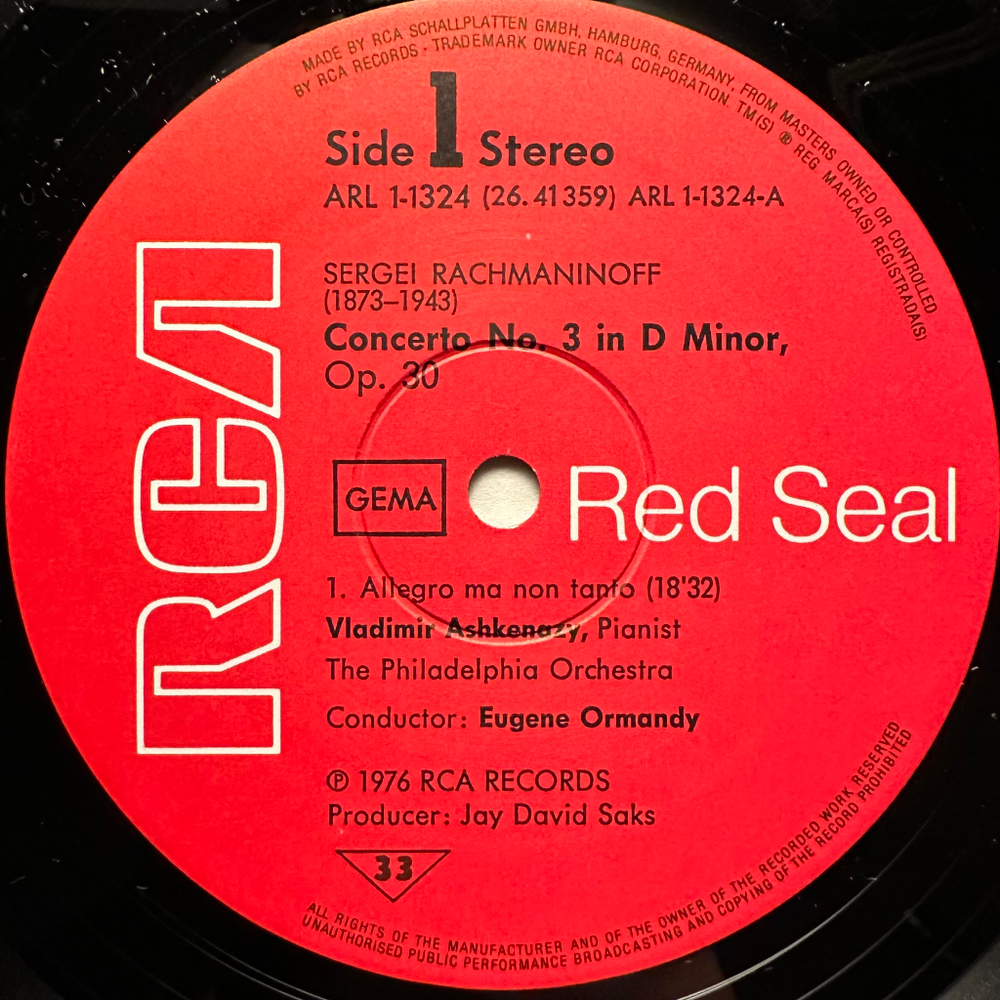 MADE BY RCA SCHALLPLATTEN GMBH, HAMBURG, GERMANY, FROM MASTERS OWNED OR CONTROLLED
BY RCA RECORDS · TRADEMARK OWNER RCA CORPORATION. TM(S) ® REG. MARCA(S) REGISTRADA(S)
Side 1 Stereo
ARL 1-1324 (26.41359) ARL 1-1324-A
SERGEI RACHMANINOFF
(1873–1943)
Concerto No. 3 in D Minor,
Op. 30
RCA
GEMA
Red Seal
1. Allegro ma non tanto (18'32)
Vladimir Ashkenazy, Pianist
The Philadelphia Orchestra
Conductor: Eugene Ormandy
℗ 1976 RCA RECORDS
Producer: Jay David Saks
33
ALL RIGHTS OF THE MANUFACTURER AND OF THE OWNER OF THE RECORDED WORK RESERVED
UNAUTHORISED PUBLIC PERFORMANCE BROADCASTING AND COPYING OF THE RECORD PROHIBITED